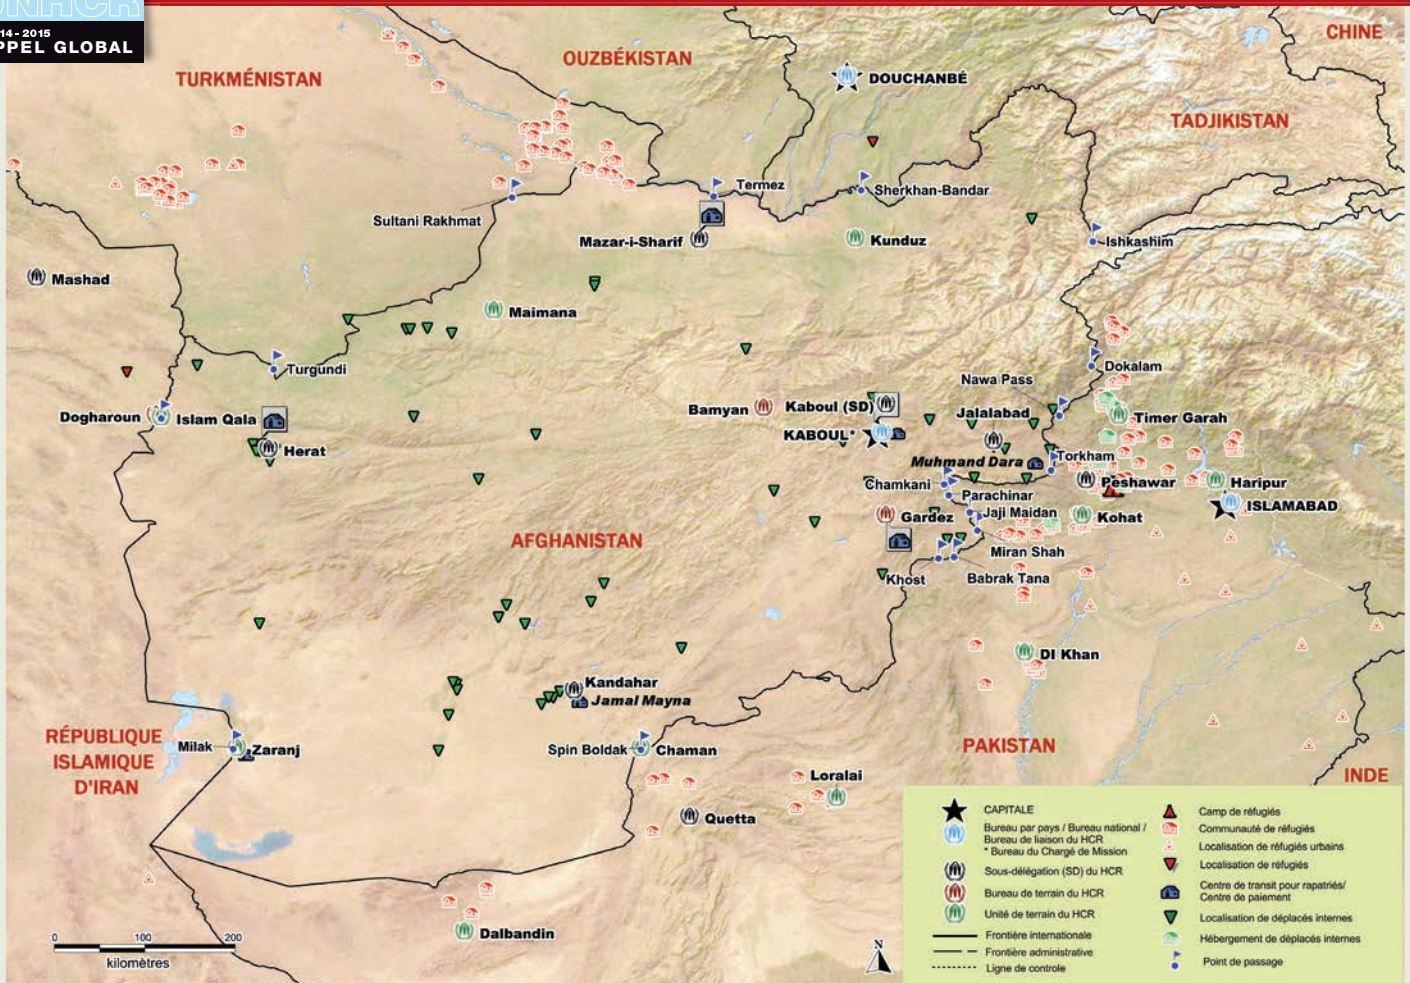 UNHCR
14 - 2015
PPEL GLOBAL
CHINE
OUZBÉKISTAN
TURKMÉNISTAN
DOUCHANBÉ
TADJIKISTAN
Termez
Sherkhan-Bandar
Sultani Rakhmat
Mazar-i-Sharif
Kunduz
Ishkashim
Mashad
Maimana
Turgundi
Dokalam
Nawa Pass
Dogharoun
Islam Qala
Bamyan
Kaboul (SD)
Jalalabad
Timer Garah
KABOUL*
Herat
Muhmand Dara
Torkham
Chamkani
Peshawar
Haripur
Parachinar
ISLAMABAD
Gardez
Jaji Maidan
Kohat
AFGHANISTAN
Miran Shah
Khost
Babrak Tana
DI Khan
Kandahar
Jamal Mayna
RÉPUBLIQUE
ISLAMIQUE
D'IRAN
Milak
Zaranj
Spin Boldak
Chaman
PAKISTAN
INDE
Loralai
Quetta
Dalbandin
0 100 200
kilomètres
N
CAPITALE
Bureau par pays / Bureau national /
Bureau de liaison du HCR
* Bureau du Chargé de Mission
Sous-délégation (SD) du HCR
Bureau de terrain du HCR
Unité de terrain du HCR
Frontière internationale
Frontière administrative
Ligne de controle
Camp de réfugiés
Communauté de réfugiés
Localisation de réfugiés urbains
Localisation de réfugiés
Centre de transit pour rapatriés/
Centre de paiement
Localisation de déplacés internes
Hébergement de déplacés internes
Point de passage